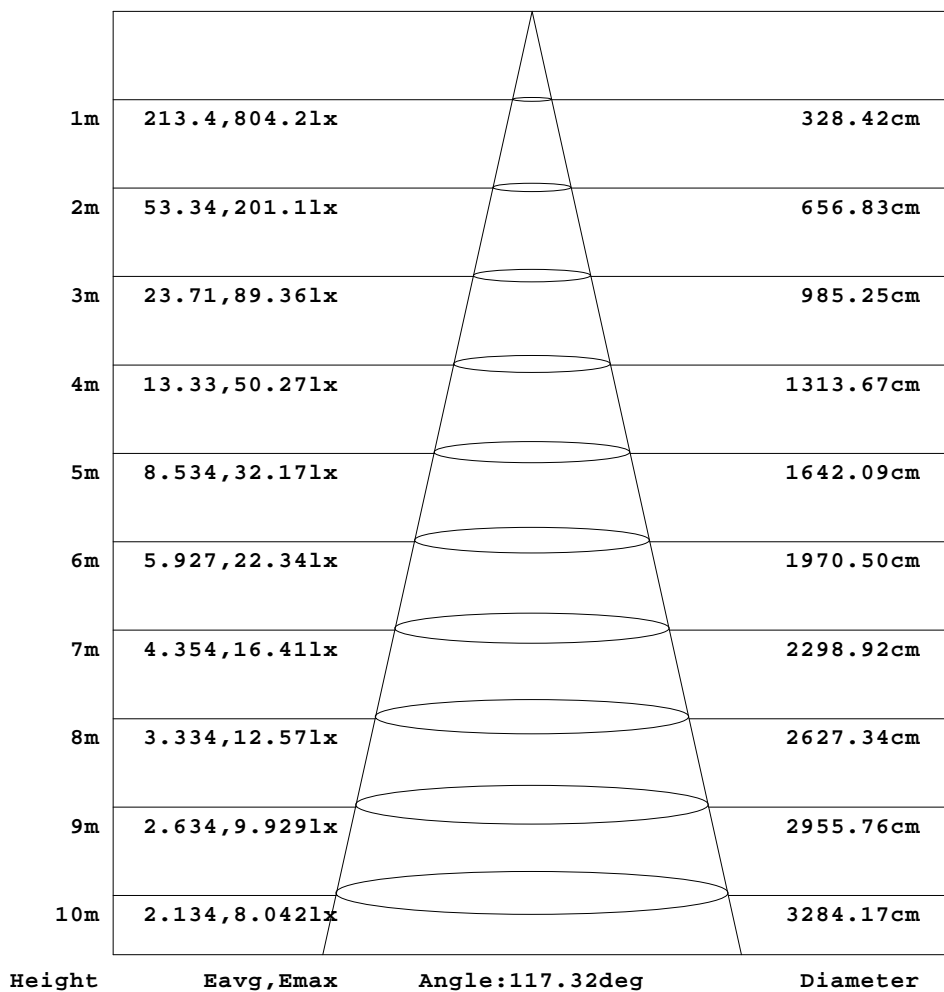 1m 213.4,804.2lx 328.42cm
2m 53.34,201.1lx 656.83cm
3m 23.71,89.36lx 985.25cm
4m 13.33,50.27lx 1313.67cm
5m 8.534,32.17lx 1642.09cm
6m 5.927,22.34lx 1970.50cm
7m 4.354,16.41lx 2298.92cm
8m 3.334,12.57lx 2627.34cm
9m 2.634,9.929lx 2955.76cm
10m 2.134,8.042lx 3284.17cm
Height Eavg,Emax Angle:117.32deg Diameter